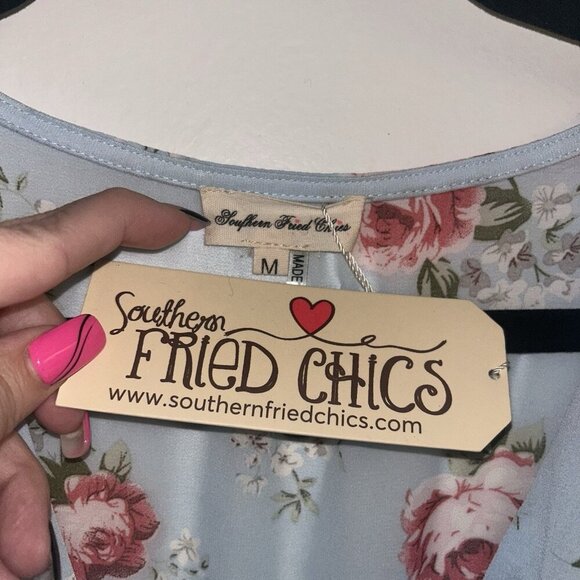 Southern Fried Chics
M
MADE
Southern
FRIED CHICS
www.southernfriedchics.com